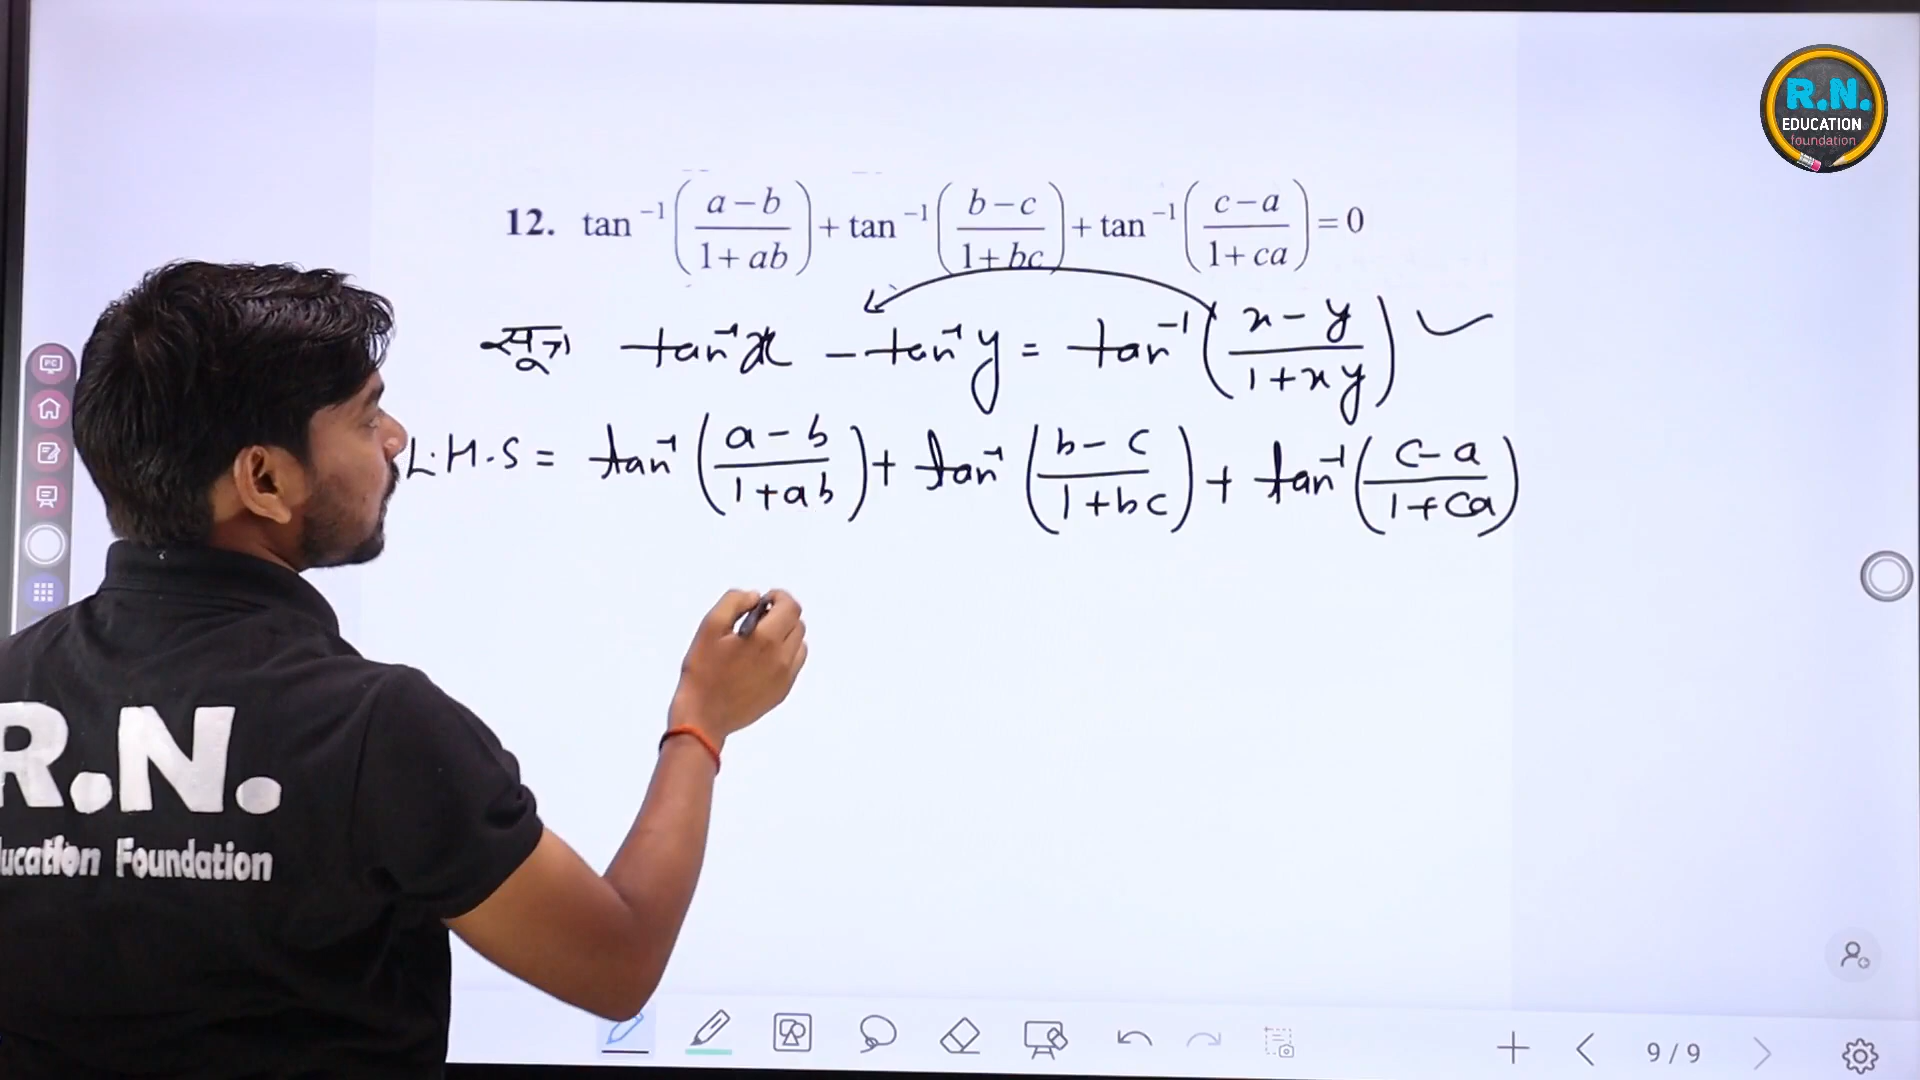 R.N.
EDUCATION
foundation
12. tan⁻¹((a−b)/(1+ab)) + tan⁻¹((b−c)/(1+bc)) + tan⁻¹((c−a)/(1+ca)) = 0
सूत्र tan⁻¹x − tan⁻¹y = tan⁻¹((x−y)/(1+xy)) ✓
L.H.S = tan⁻¹((a−b)/(1+ab)) + tan⁻¹((b−c)/(1+bc)) + tan⁻¹((c−a)/(1+ca))
R.N.
ucation Foundation
9/9